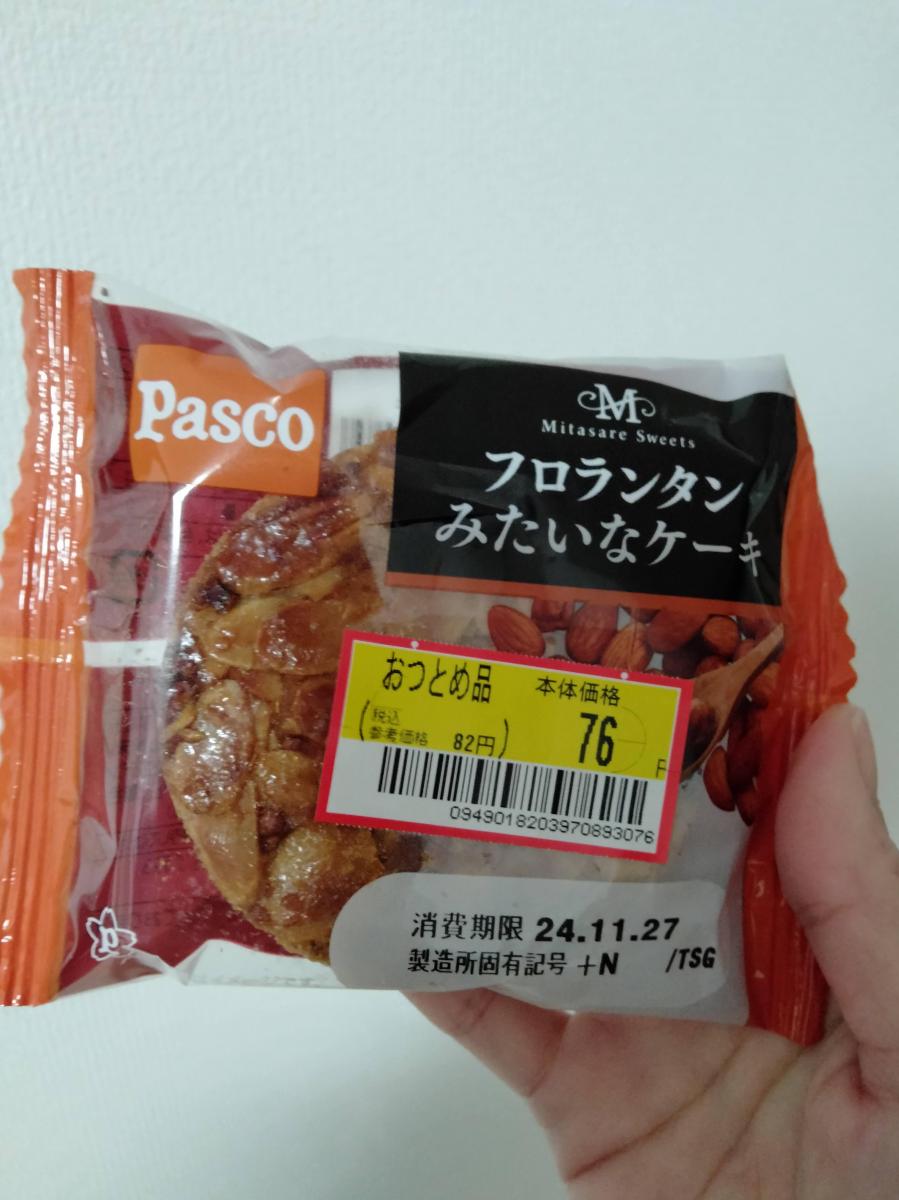 Pasco
M
Mitasare Sweets
フロランタン
みたいなケーキ
おつとめ品
本体価格
(税込
参考価格 82円)
76
円
0949018203970893076
消費期限 24.11.27
製造所固有記号 +N /TSG